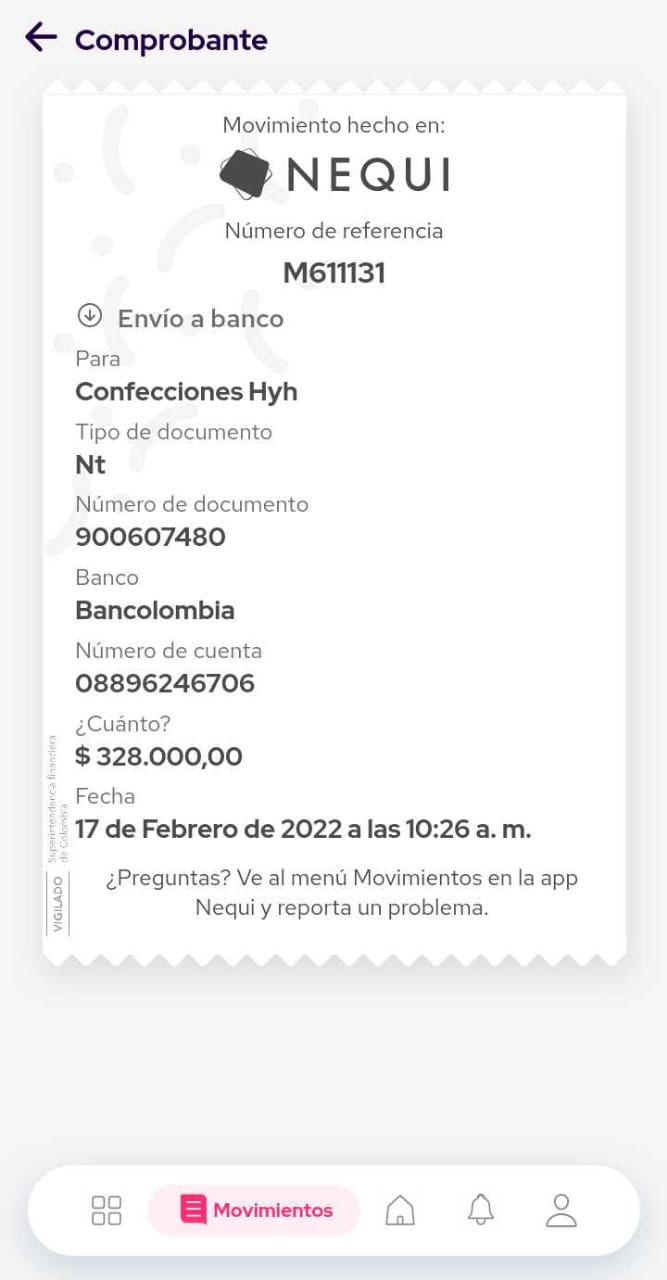 Comprobante
Movimiento hecho en:
NEQUI
Número de referencia
M611131
Envío a banco
Para
Confecciones Hyh
Tipo de documento
Nt
Número de documento
900607480
Banco
Bancolombia
Número de cuenta
08896246706
¿Cuánto?
$ 328.000,00
Fecha
17 de Febrero de 2022 a las 10:26 a. m.
¿Preguntas? Ve al menú Movimientos en la app
Nequi y reporta un problema.
VIGILADO
Superintendencia financiera
de Colombia
Movimientos